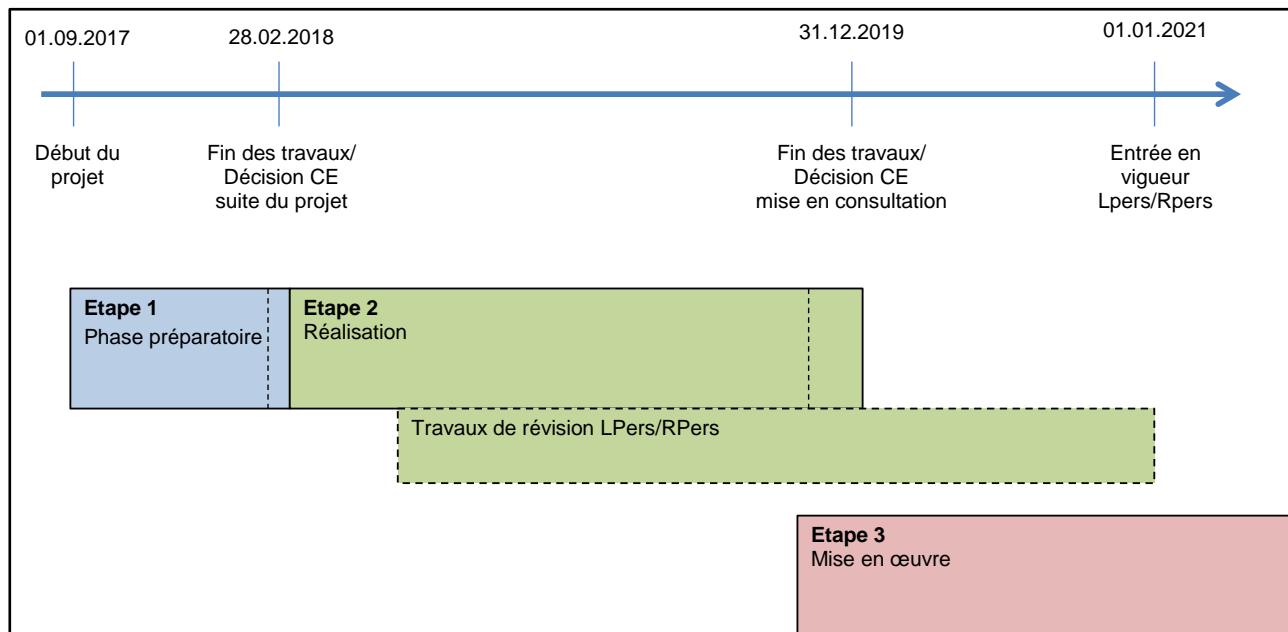 01.09.2017
28.02.2018
31.12.2019
01.01.2021
Début du
projet
Fin des travaux/
Décision CE
suite du projet
Fin des travaux/
Décision CE
mise en consultation
Entrée en
vigueur
Lpers/Rpers
Etape 1
Phase préparatoire
Etape 2
Réalisation
Travaux de révision LPers/RPers
Etape 3
Mise en œuvre